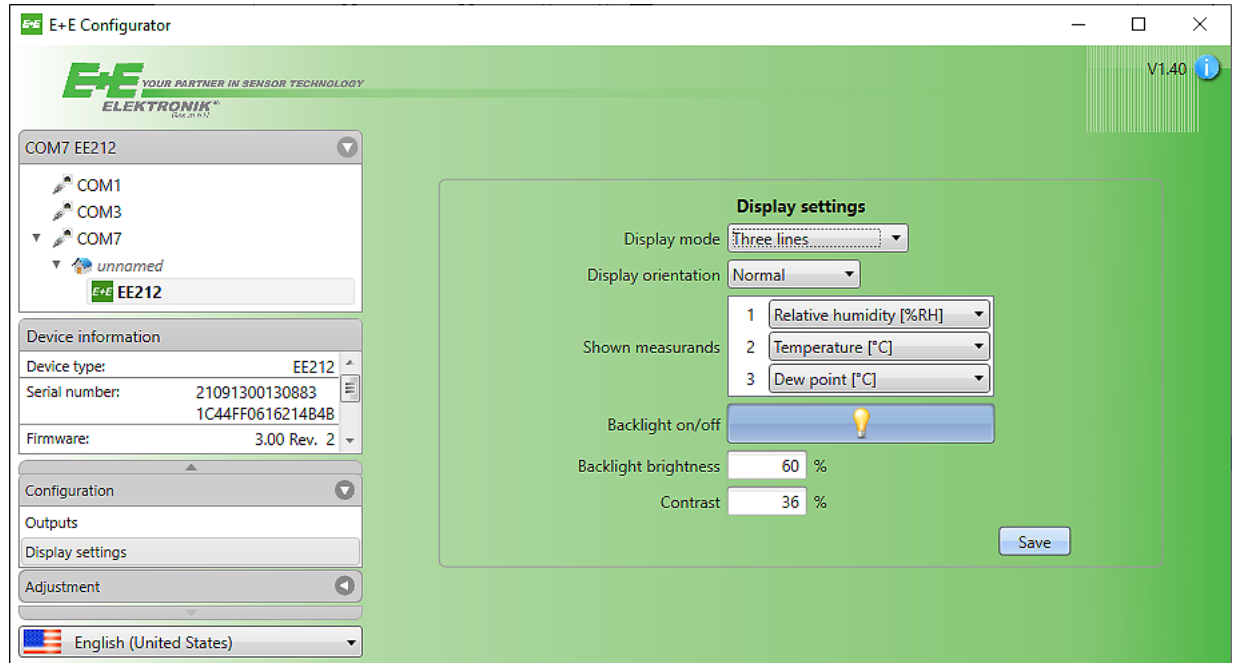 E+E E+E Configurator
V1.40 i
E+E YOUR PARTNER IN SENSOR TECHNOLOGY
ELEKTRONIK®
Ges.m.b.H.
COM7 EE212
COM1
COM3
COM7
unnamed
E+E EE212
Device information
Device type: EE212
Serial number: 21091300130883
1C44FF0616214B4B
Firmware: 3.00 Rev. 2
Configuration
Outputs
Display settings
Adjustment
English (United States)
Display settings
Display mode Three lines
Display orientation Normal
Shown measurands
1 Relative humidity [%RH]
2 Temperature [°C]
3 Dew point [°C]
Backlight on/off
Backlight brightness 60 %
Contrast 36 %
Save